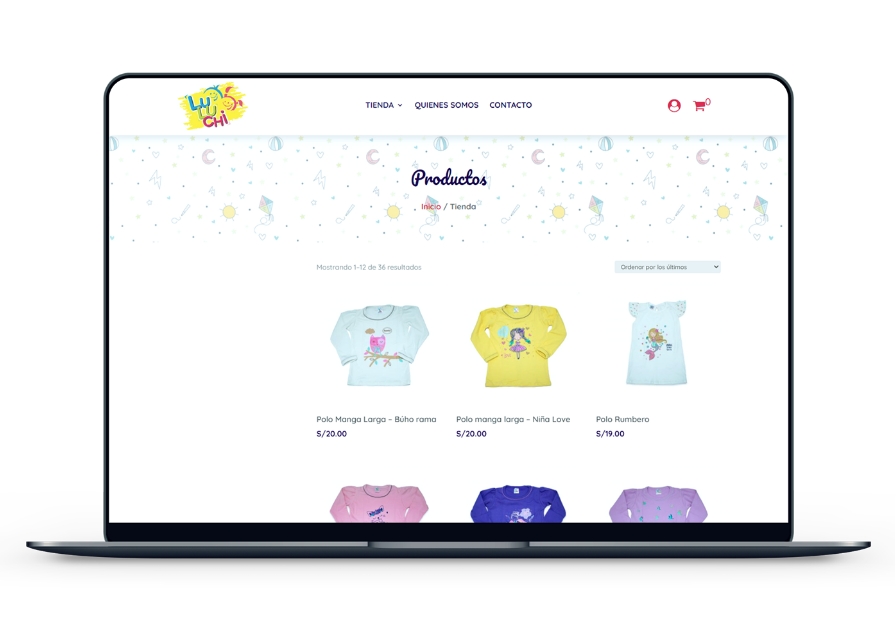 LU
CHI
TIENDA
QUIENES SOMOS
CONTACTO
0
Productos
Inicio / Tienda
Mostrando 1–12 de 36 resultados
Ordenar por los últimos
Polo Manga Larga – Búho rama
Polo manga larga – Niña Love
Polo Rumbero
S/20.00
S/20.00
S/19.00